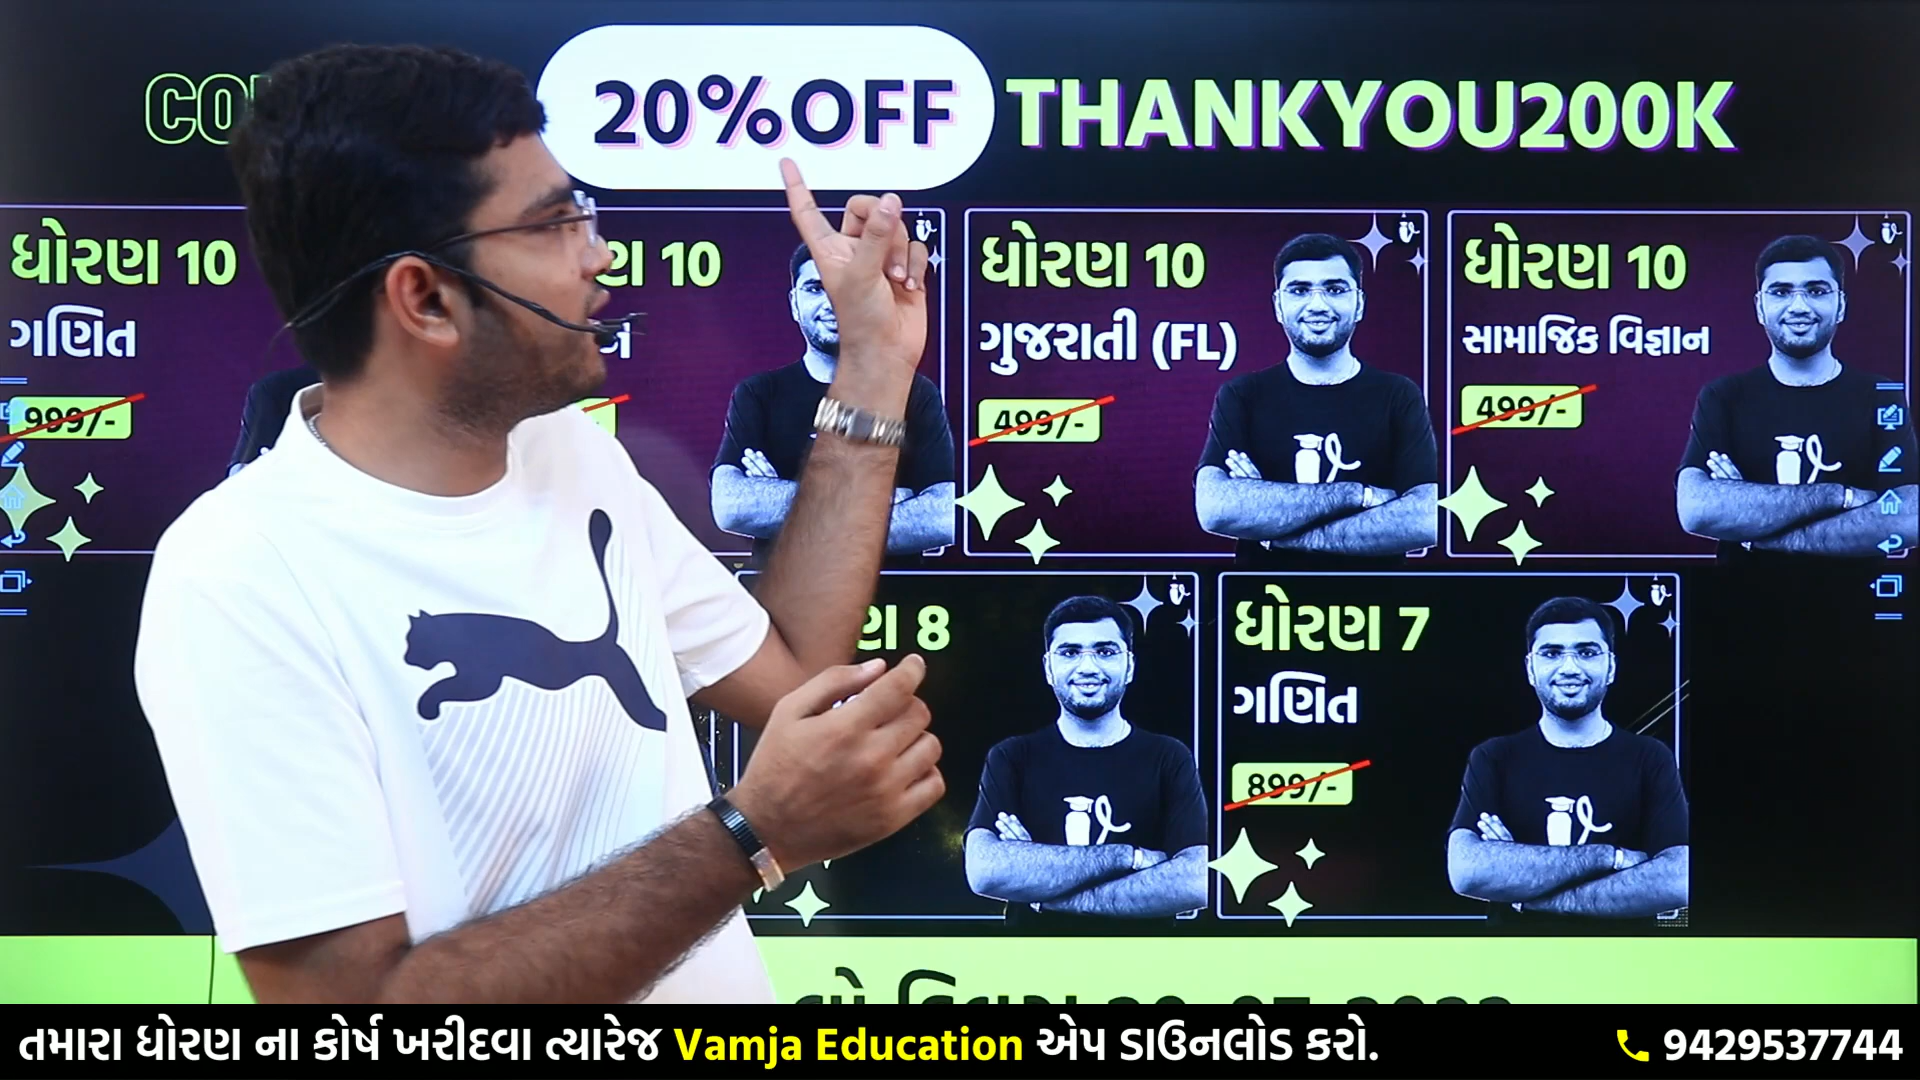 20%OFF THANKYOU200K
ધોરણ 10
ગણિત
999/-
10
ધોરણ 10
ગુજરાતી (FL)
499/-
ધોરણ 10
સામાજિક વિજ્ઞાન
499/-
8
ધોરણ 7
ગણિત
899/-
તમારા ધોરણ ના કોર્ષ ખરીદવા ત્યારેજ Vamja Education એપ ડાઉનલોડ કરો.
9429537744